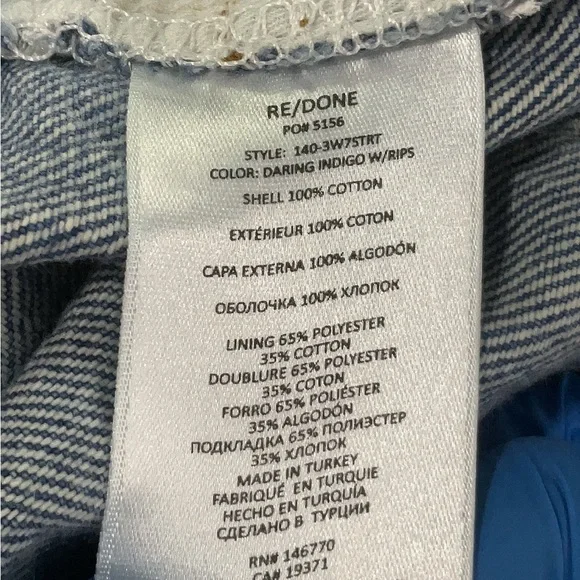 RE/DONE
PO# 5156
STYLE: 140-3W7STRT
COLOR: DARING INDIGO W/RIPS
SHELL 100% COTTON
EXTÉRIEUR 100% COTON
CAPA EXTERNA 100% ALGODÓN
ОБОЛОЧКА 100% ХЛОПОК
LINING 65% POLYESTER
35% COTTON
DOUBLURE 65% POLYESTER
35% COTON
FORRO 65% POLIÉSTER
35% ALGODÓN
ПОДКЛАДКА 65% ПОЛИЭСТЕР
35% ХЛОПОК
MADE IN TURKEY
FABRIQUÉ EN TURQUIE
HECHO EN TURQUÍA
СДЕЛАНО В ТУРЦИИ
RN# 146770
CA# 19371